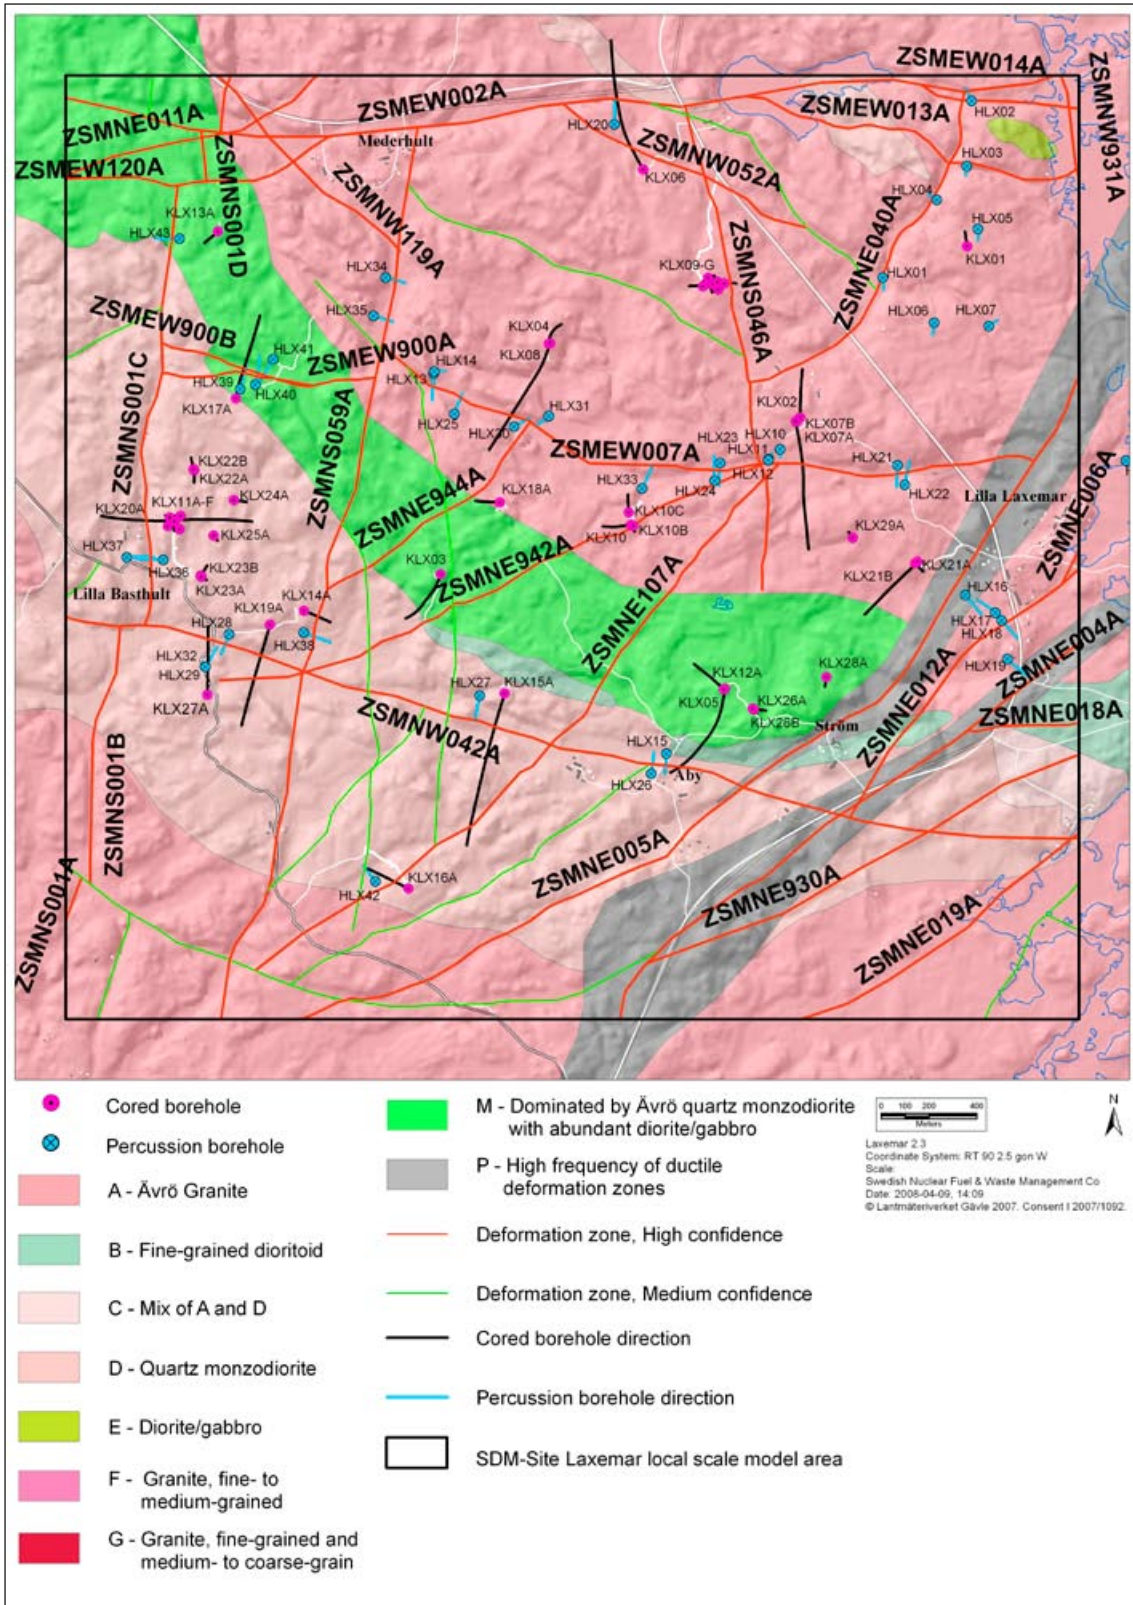 ZSMEW014A
ZSMNW931A
ZSMEW002A
ZSMEW013A
HLX02
ZSMNE011A
HLX20
Mederhult
ZSMNW052A
HLX03
ZSMEW120A
KLX06
ZSMNS001D
ZSMNW119A
HLX04
KLX13A
HLX43
HLX05
KLX01
ZSMNE040A
ZSMNS046A
HLX34
KLX09-G
HLX01
HLX35
HLX06
HLX07
ZSMEW900B
KLX04
HLX41
ZSMEW900A
KLX08
HLX14
HLX13
ZSMNS001C
HLX39
HLX40
KLX17A
KLX02
HLX25
HLX31
KLX07B
KLX07A
HLX30
ZSMNS059A
ZSMEW007A
HLX23
HLX10
HLX11
HLX12
KLX22B
KLX22A
HLX21
HLX33
HLX24
HLX22
Lilla Laxemar
ZSMNE006A
KLX24A
KLX20A
KLX11A-F
ZSMNE944A
KLX18A
KLX10C
KLX10
KLX10B
KLX29A
KLX25A
HLX37
HLX36
KLX03
ZSMNE942A
KLX21B
KLX21A
KLX23B
KLX23A
Lilla Basthult
ZSMNE107A
HLX16
KLX19A
KLX14A
HLX17
HLX18
HLX28
HLX38
HLX32
HLX29
HLX19
ZSMNE004A
KLX12A
KLX28A
HLX27
KLX15A
KLX27A
KLX05
KLX26A
KLX26B
ZSMNE012A
ZSMNE018A
ZSMNW042A
Ström
HLX15
Åby
HLX26
ZSMNS001B
ZSMNE005A
HLX42
KLX16A
ZSMNS001A
ZSMNE930A
ZSMNE019A
Cored borehole
Percussion borehole
A - Ävrö Granite
B - Fine-grained dioritoid
C - Mix of A and D
D - Quartz monzodiorite
E - Diorite/gabbro
F - Granite, fine- to
medium-grained
G - Granite, fine-grained and
medium- to coarse-grain
M - Dominated by Ävrö quartz monzodiorite
with abundant diorite/gabbro
P - High frequency of ductile
deformation zones
Deformation zone, High confidence
Deformation zone, Medium confidence
Cored borehole direction
Percussion borehole direction
SDM-Site Laxemar local scale model area
0 100 200 400
Meters
N
Laxemar 2.3
Coordinate System: RT 90 2.5 gon W
Scale:
Swedish Nuclear Fuel & Waste Management Co
Date: 2008-04-09, 14:09
© Lantmäteriverket Gävle 2007. Consent I 2007/1092.